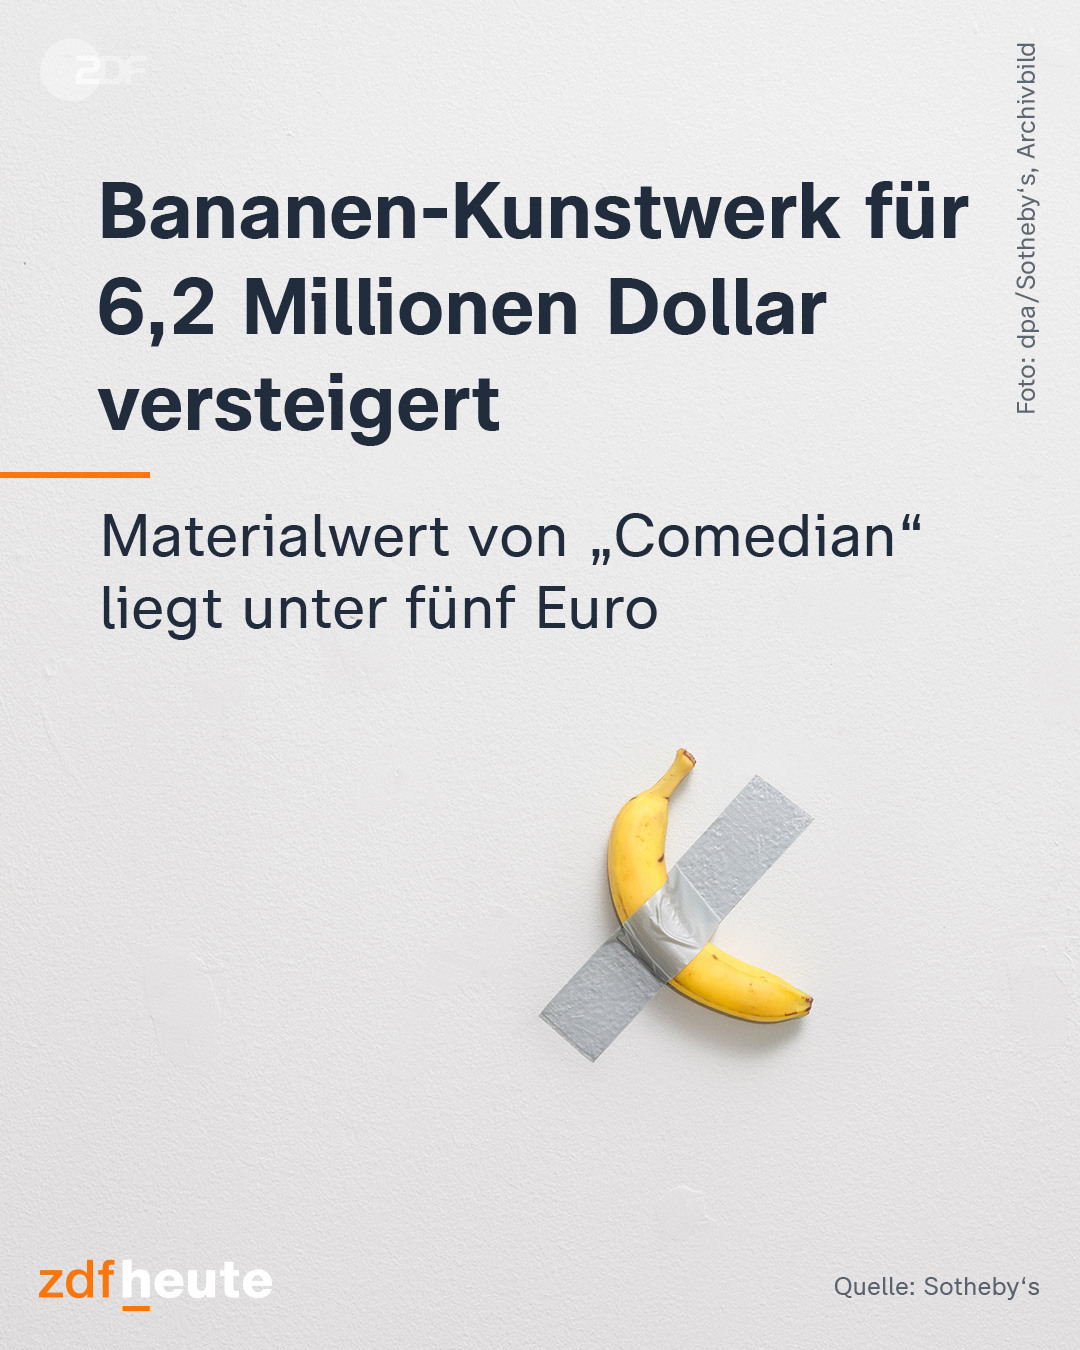 ZDF
Foto: dpa/Sotheby‘s, Archivbild
Bananen-Kunstwerk für
6,2 Millionen Dollar
versteigert
Materialwert von „Comedian“
liegt unter fünf Euro
zdfheute
Quelle: Sotheby‘s